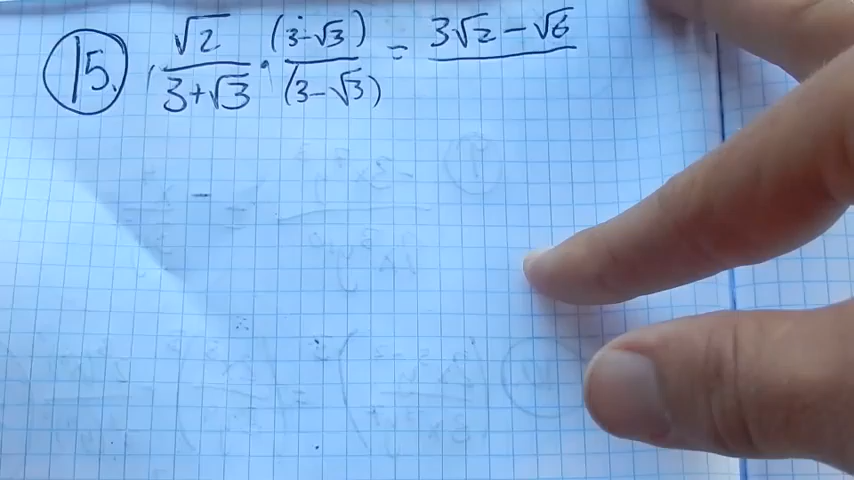 15. √2/(3+√3) · (3-√3)/(3-√3) = 3√2-√6